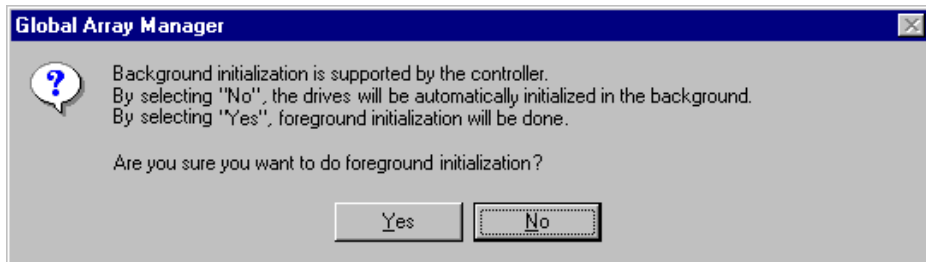 Global Array Manager
?
Background initialization is supported by the controller.
By selecting "No", the drives will be automatically initialized in the background.
By selecting "Yes", foreground initialization will be done.
Are you sure you want to do foreground initialization?
Yes
No